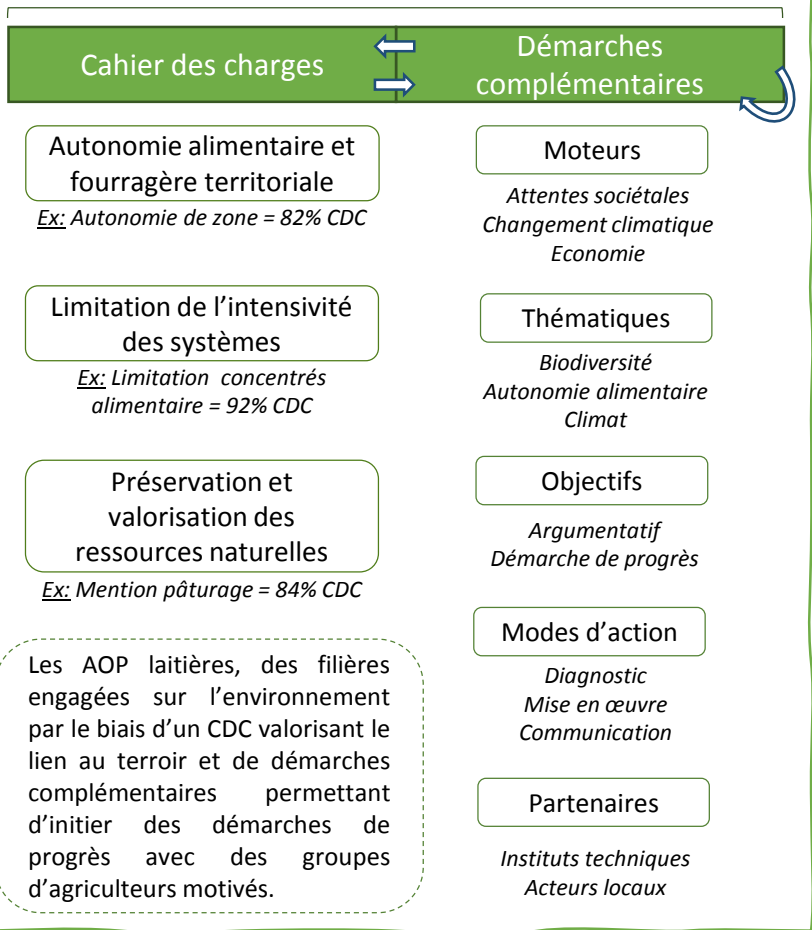 Cahier des charges
Démarches
complémentaires
Autonomie alimentaire et
fourragère territoriale
Ex: Autonomie de zone = 82% CDC
Limitation de l'intensivité
des systèmes
Ex: Limitation concentrés
alimentaire = 92% CDC
Préservation et
valorisation des
ressources naturelles
Ex: Mention pâturage = 84% CDC
Les AOP laitières, des filières
engagées sur l'environnement
par le biais d'un CDC valorisant le
lien au terroir et de démarches
complémentaires permettant
d'initier des démarches de
progrès avec des groupes
d'agriculteurs motivés.
Moteurs
Attentes sociétales
Changement climatique
Economie
Thématiques
Biodiversité
Autonomie alimentaire
Climat
Objectifs
Argumentatif
Démarche de progrès
Modes d'action
Diagnostic
Mise en œuvre
Communication
Partenaires
Instituts techniques
Acteurs locaux